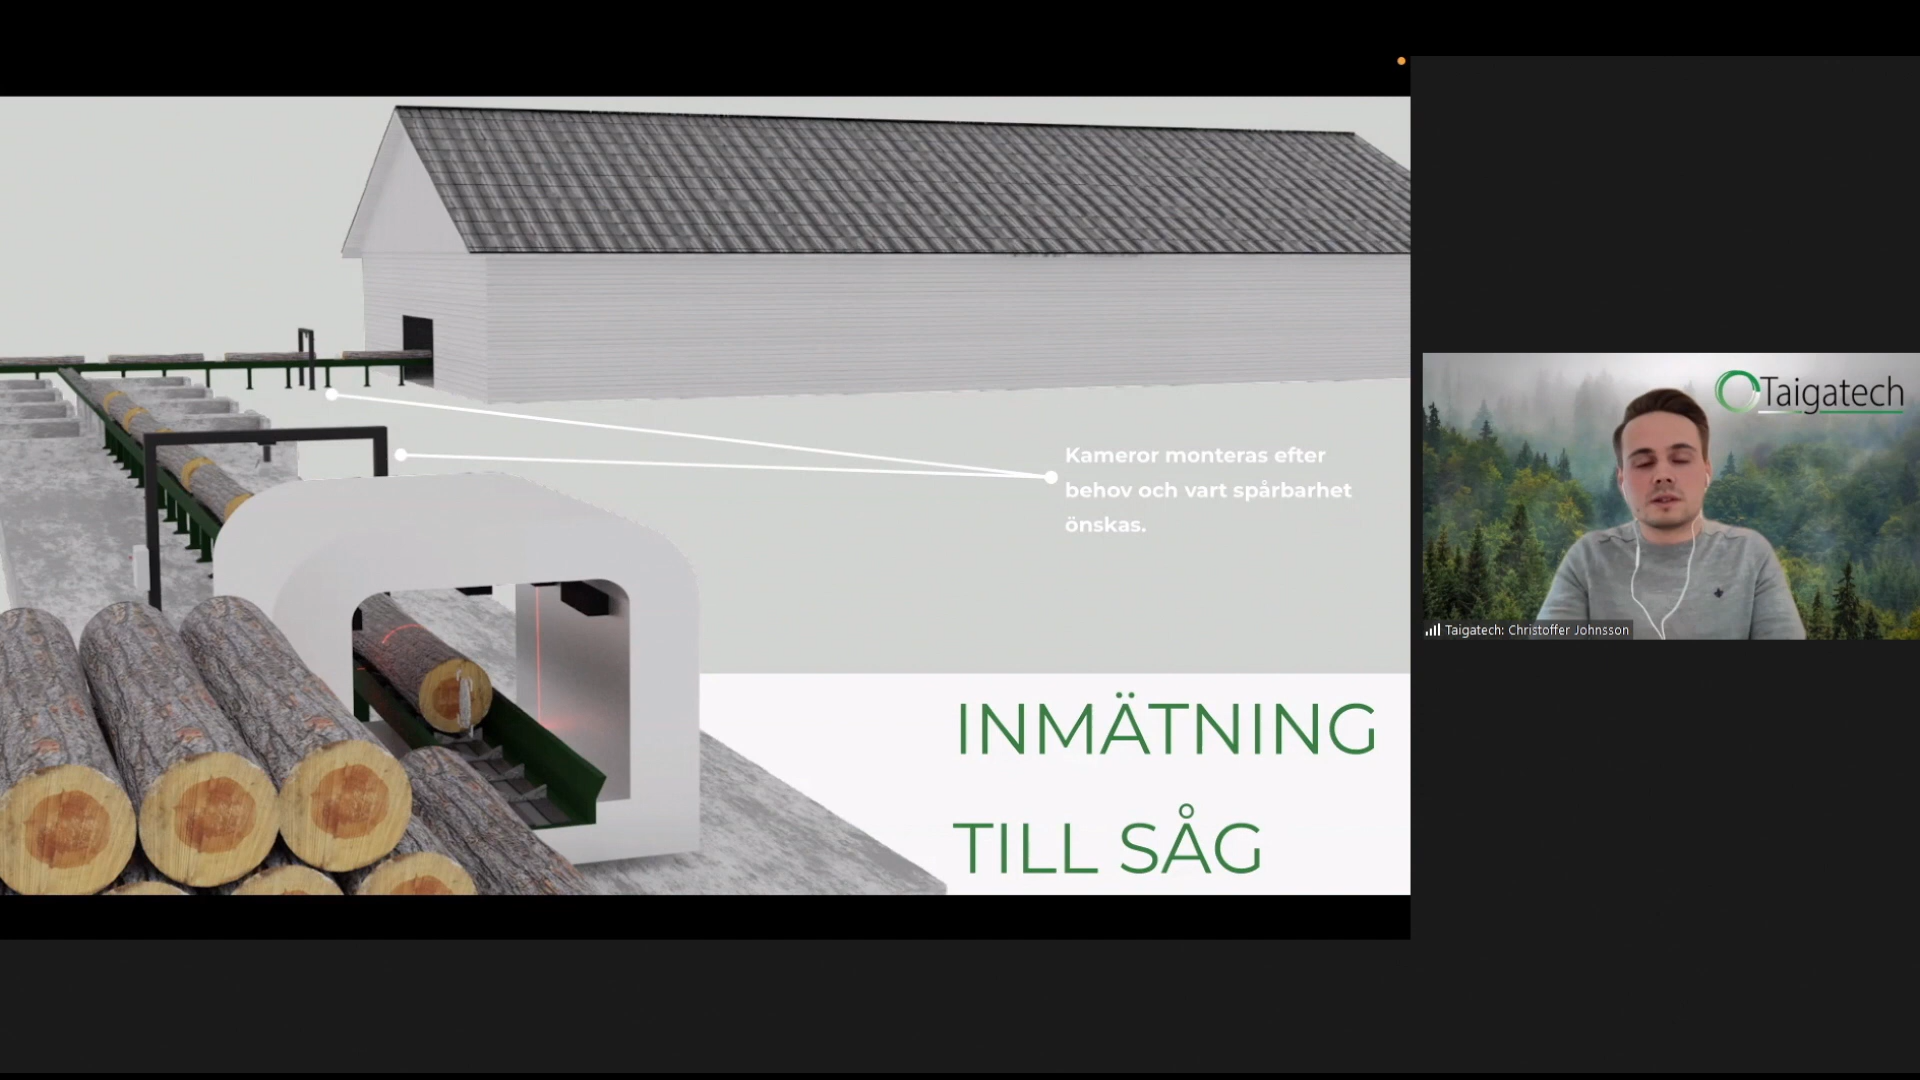 Kameror monteras efter
behov och vart spårbarhet
önskas.
INMÄTNING
TILL SÅG
Taigatech
Taigatech: Christoffer Johnsson